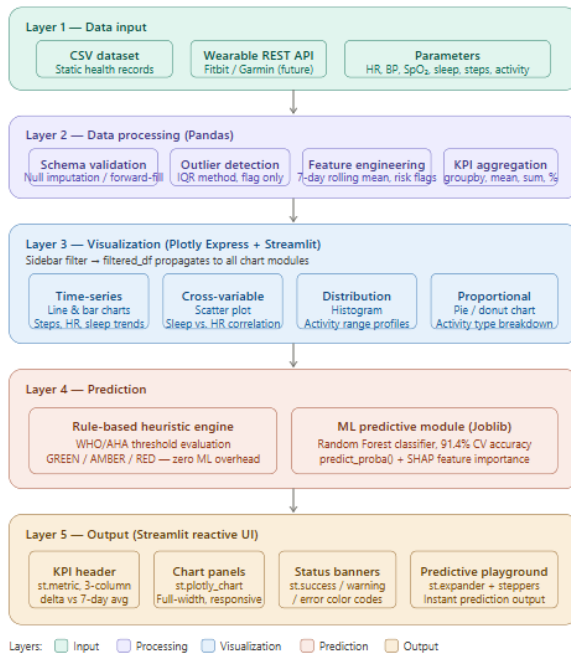 Layer 1 — Data input
CSV dataset
Static health records
Wearable REST API
Fitbit / Garmin (future)
Parameters
HR, BP, SpO₂, sleep, steps, activity
Layer 2 — Data processing (Pandas)
Schema validation
Null imputation / forward-fill
Outlier detection
IQR method, flag only
Feature engineering
7-day rolling mean, risk flags
KPI aggregation
groupby, mean, sum, %
Layer 3 — Visualization (Plotly Express + Streamlit)
Sidebar filter → filtered_df propagates to all chart modules
Time-series
Line & bar charts
Steps, HR, sleep trends
Cross-variable
Scatter plot
Sleep vs. HR correlation
Distribution
Histogram
Activity range profiles
Proportional
Pie / donut chart
Activity type breakdown
Layer 4 — Prediction
Rule-based heuristic engine
WHO/AHA threshold evaluation
GREEN / AMBER / RED — zero ML overhead
ML predictive module (Joblib)
Random Forest classifier, 91.4% CV accuracy
predict_proba() + SHAP feature importance
Layer 5 — Output (Streamlit reactive UI)
KPI header
st.metric, 3-column
delta vs 7-day avg
Chart panels
st.plotly_chart
Full-width, responsive
Status banners
st.success / warning
/ error color codes
Predictive playground
st.expander + steppers
Instant prediction output
Layers:
Input
Processing
Visualization
Prediction
Output